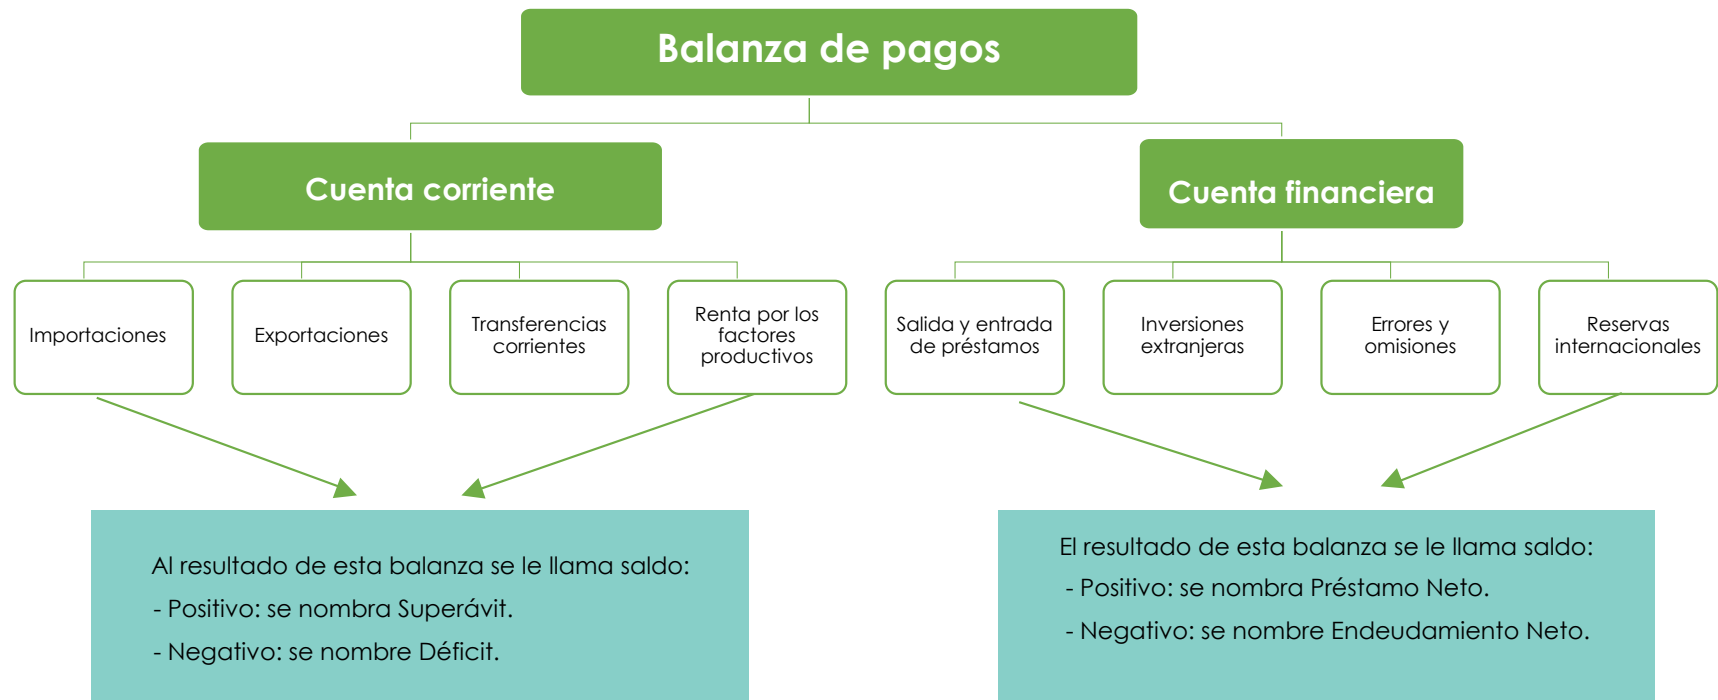 Balanza de pagos
Cuenta corriente
Cuenta financiera
Importaciones
Exportaciones
Transferencias
corrientes
Renta por los
factores
productivos
Salida y entrada
de préstamos
Inversiones
extranjeras
Errores y
omisiones
Reservas
internacionales
Al resultado de esta balanza se le llama saldo:
- Positivo: se nombra Superávit.
- Negativo: se nombre Déficit.
El resultado de esta balanza se le llama saldo:
- Positivo: se nombra Préstamo Neto.
- Negativo: se nombre Endeudamiento Neto.